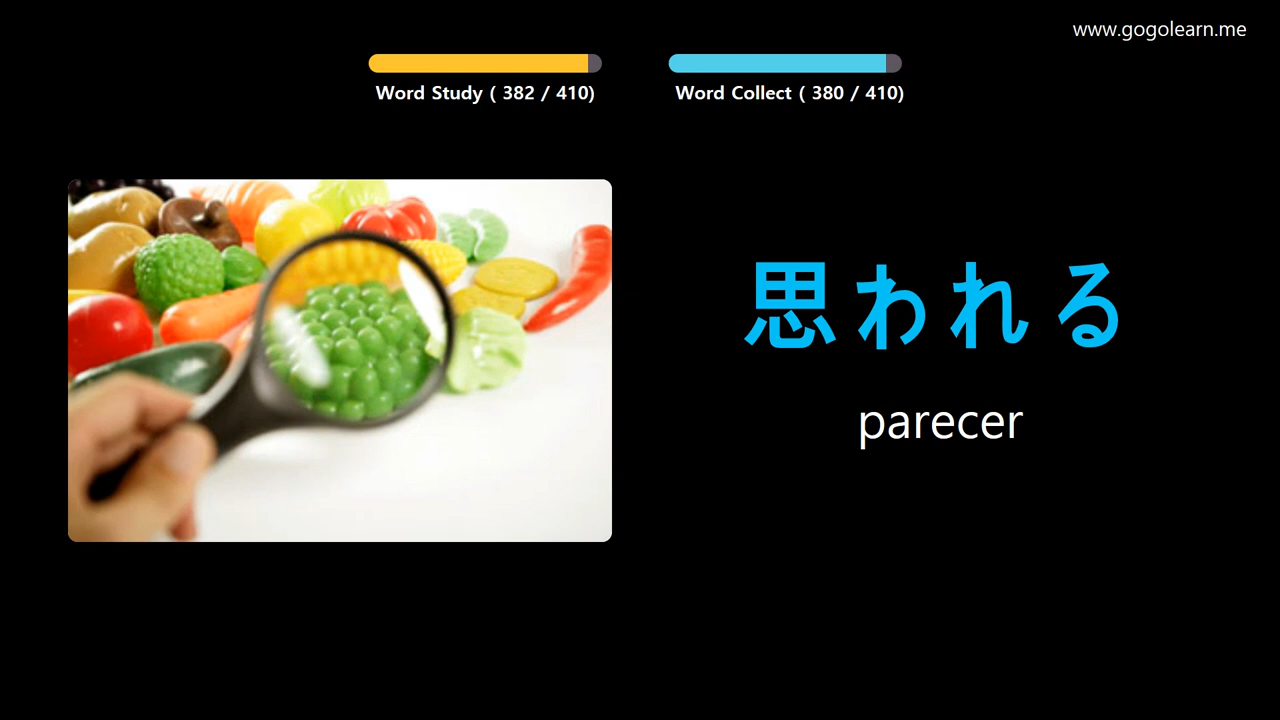 www.gogolearn.me
Word Study ( 382 / 410)
Word Collect ( 380 / 410)
思われる
parecer